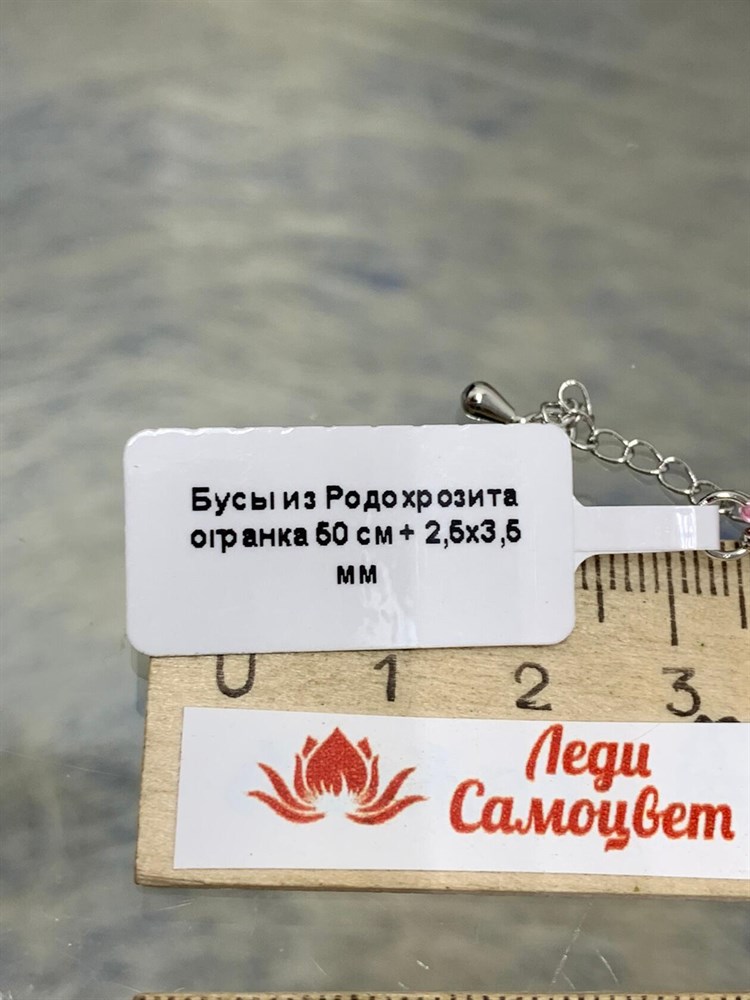 Бусы из Родохрозита
огранка 50 см + 2,5х3,5
мм
0 1 2 3
Леди
Самоцвет